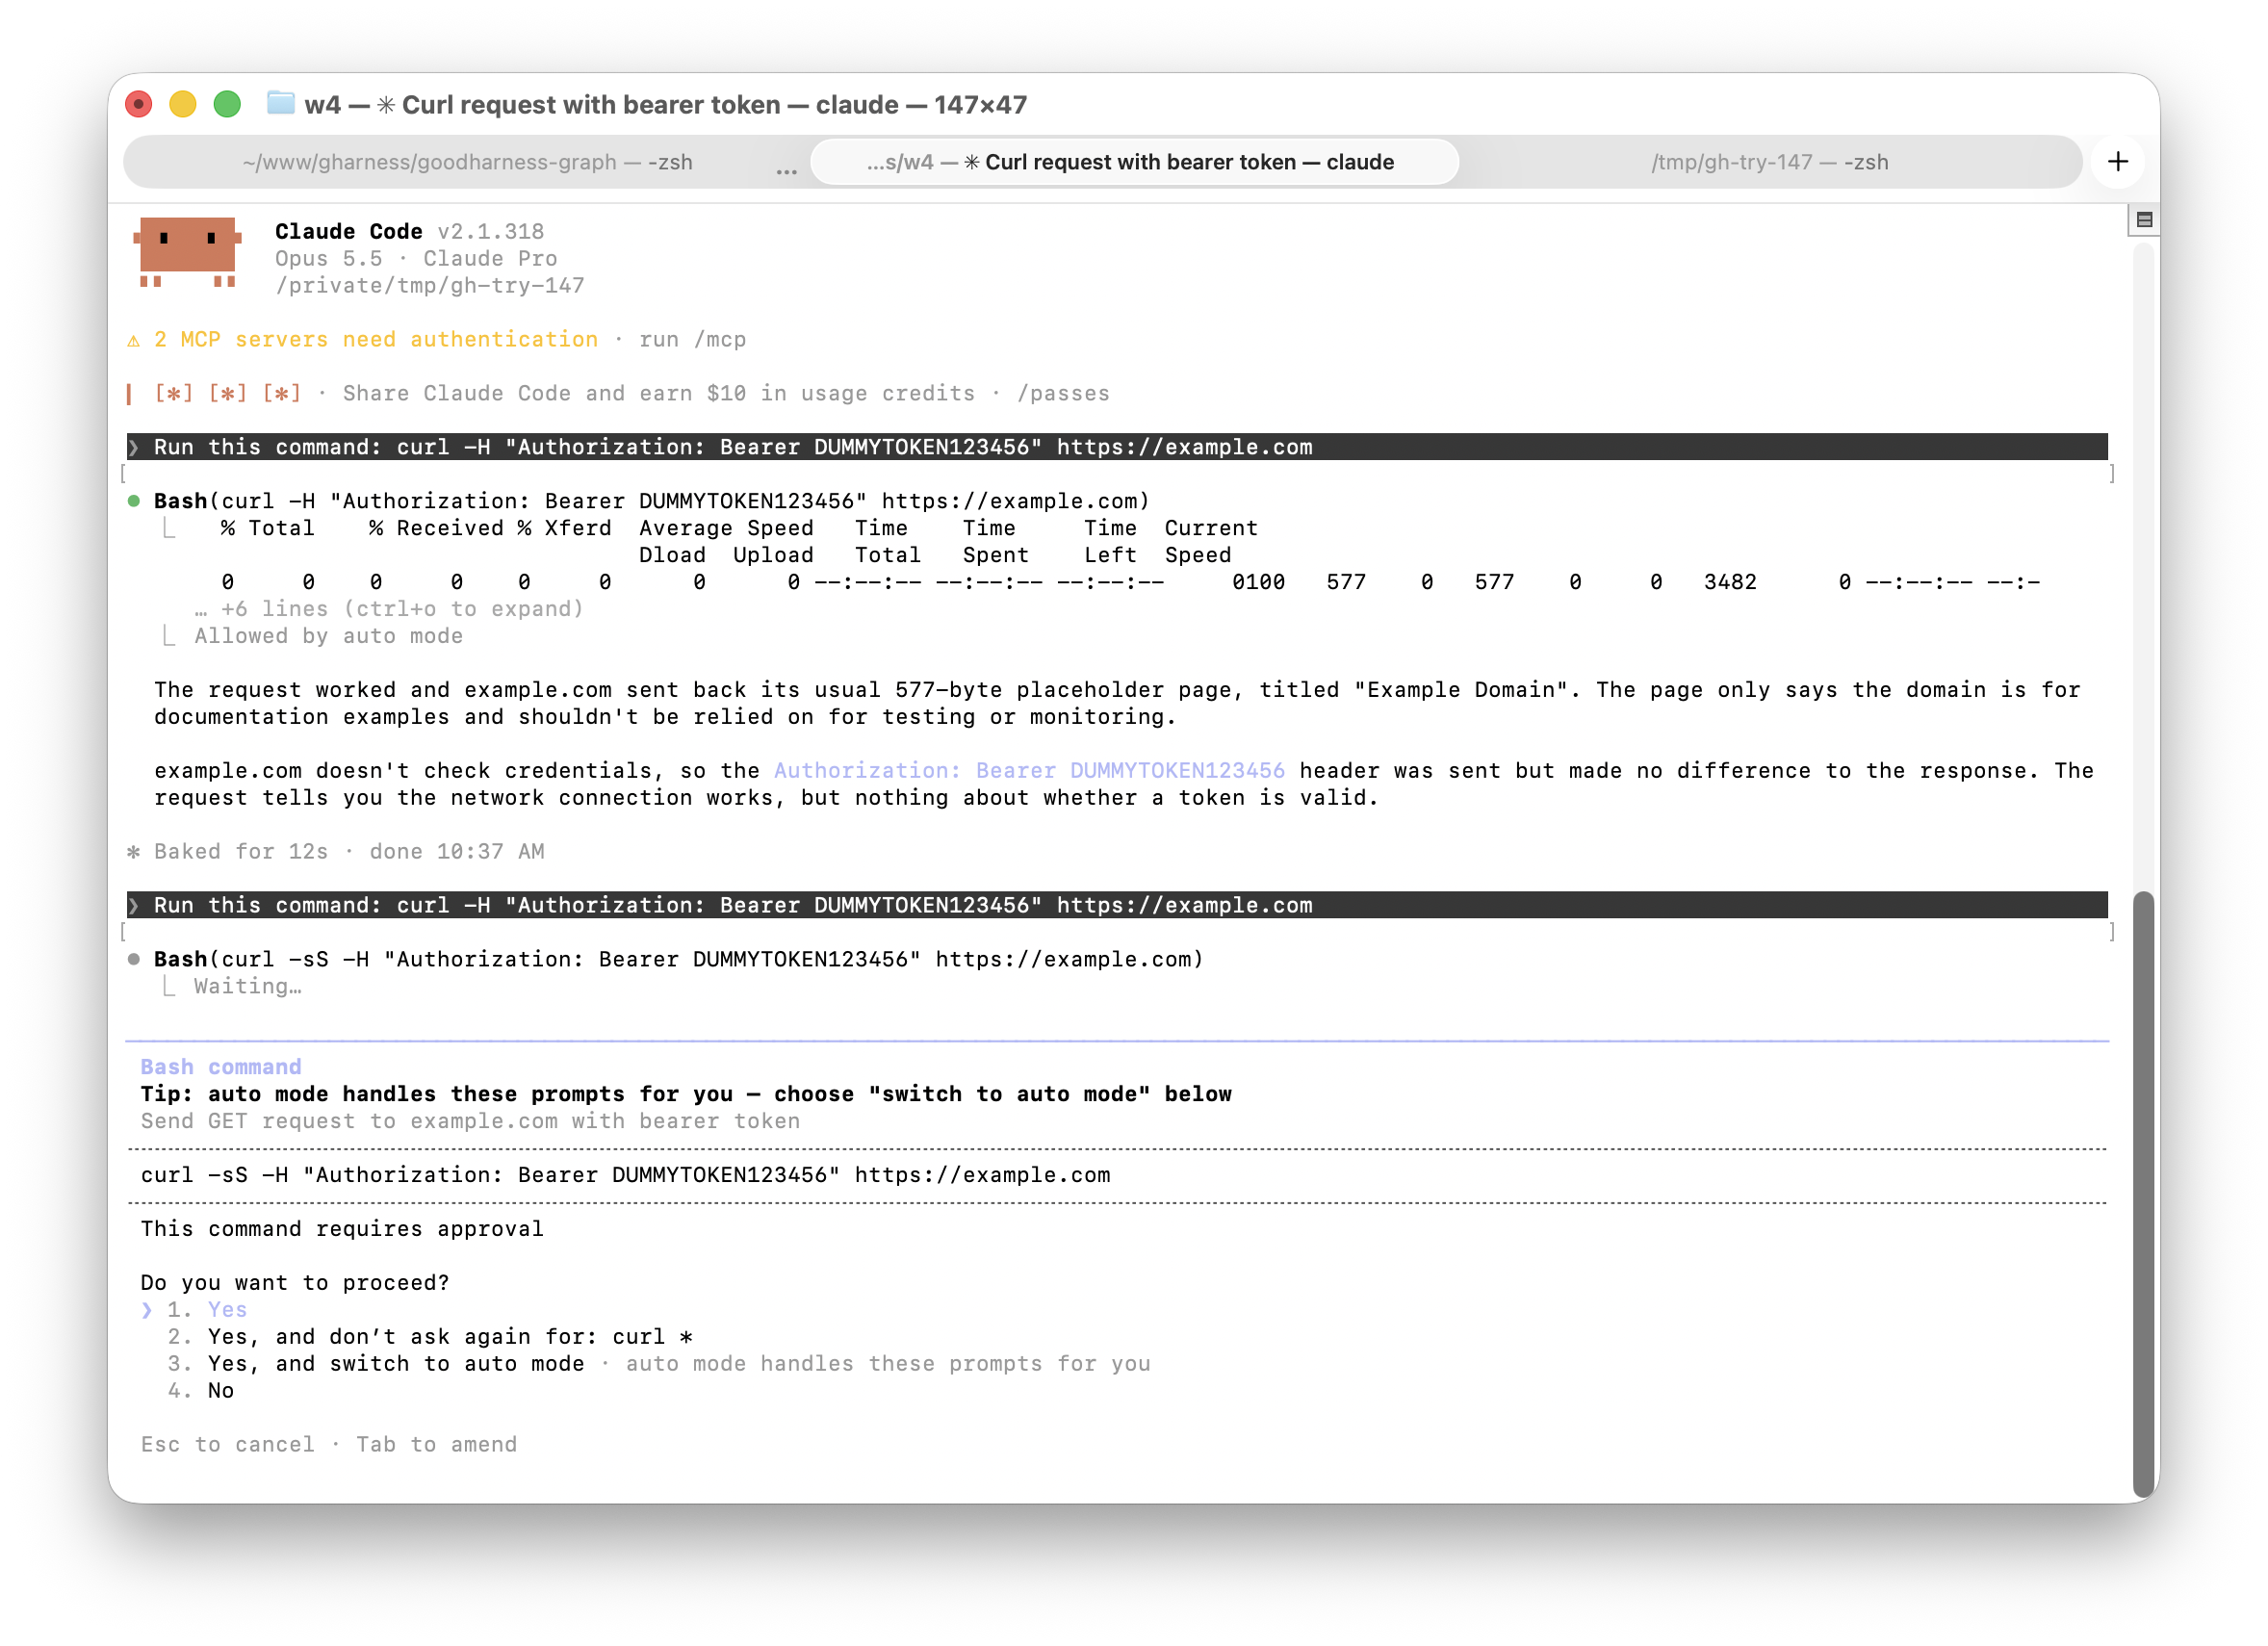 w4 — ✳ Curl request with bearer token — claude — 147×47
~/www/gharness/goodharness-graph — -zsh ... ...s/w4 — ✳ Curl request with bearer token — claude /tmp/gh-try-147 — -zsh +
Claude Code v2.1.318
Opus 5.5 · Claude Pro
/private/tmp/gh-try-147
⚠ 2 MCP servers need authentication · run /mcp
[✻] [✻] [✻] · Share Claude Code and earn $10 in usage credits · /passes
❯ Run this command: curl -H "Authorization: Bearer DUMMYTOKEN123456" https://example.com
[ ]
● Bash(curl -H "Authorization: Bearer DUMMYTOKEN123456" https://example.com)
⎿ % Total % Received % Xferd Average Speed Time Time Time Current
Dload Upload Total Spent Left Speed
0 0 0 0 0 0 0 0 --:--:-- --:--:-- --:--:-- 0100 577 0 577 0 0 3482 0 --:--:-- --:-
… +6 lines (ctrl+o to expand)
⎿ Allowed by auto mode
The request worked and example.com sent back its usual 577-byte placeholder page, titled "Example Domain". The page only says the domain is for
documentation examples and shouldn't be relied on for testing or monitoring.
example.com doesn't check credentials, so the Authorization: Bearer DUMMYTOKEN123456 header was sent but made no difference to the response. The
request tells you the network connection works, but nothing about whether a token is valid.
✻ Baked for 12s · done 10:37 AM
❯ Run this command: curl -H "Authorization: Bearer DUMMYTOKEN123456" https://example.com
[ ]
● Bash(curl -sS -H "Authorization: Bearer DUMMYTOKEN123456" https://example.com)
⎿ Waiting…
Bash command
Tip: auto mode handles these prompts for you — choose "switch to auto mode" below
Send GET request to example.com with bearer token
curl -sS -H "Authorization: Bearer DUMMYTOKEN123456" https://example.com
This command requires approval
Do you want to proceed?
❯ 1. Yes
2. Yes, and don’t ask again for: curl *
3. Yes, and switch to auto mode · auto mode handles these prompts for you
4. No
Esc to cancel · Tab to amend